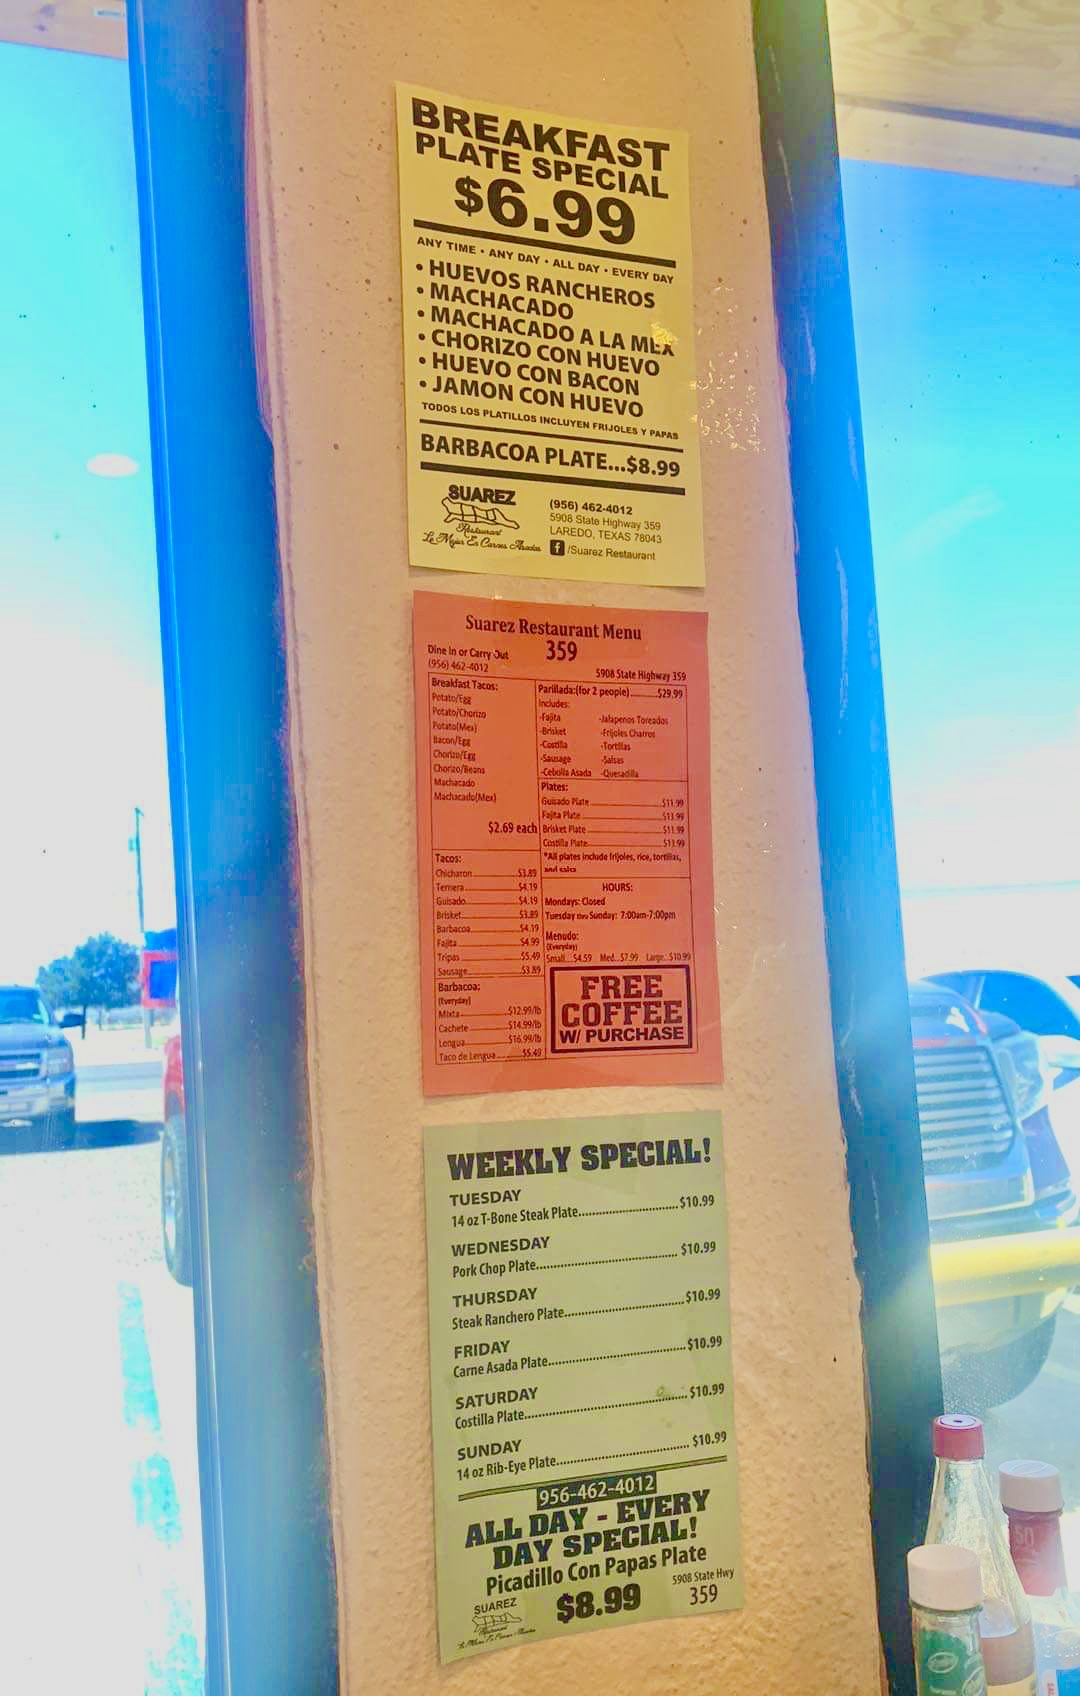 BREAKFAST
PLATE SPECIAL
$6.99
ANY TIME • ANY DAY • ALL DAY • EVERY DAY
• HUEVOS RANCHEROS
• MACHACADO
• MACHACADO A LA MEX
• CHORIZO CON HUEVO
• HUEVO CON BACON
• JAMON CON HUEVO
TODOS LOS PLATILLOS INCLUYEN FRIJOLES Y PAPAS
BARBACOA PLATE...$8.99
SUAREZ
Restaurant
Lo Mejor En Carnes Asadas
(956) 462-4012
5908 State Highway 359
LAREDO, TEXAS 78043
f /Suarez Restaurant
Suarez Restaurant Menu
359
Dine In or Carry Out
(956) 462-4012
5908 State Highway 359
Breakfast Tacos:
Potato/Egg
Potato/Chorizo
Potato(Mex)
Bacon/Egg
Chorizo/Egg
Chorizo/Beans
Machacado
Machacado(Mex)
$2.69 each
Tacos:
Chicharon $3.89
Ternera $4.19
Guisado $4.19
Brisket $3.89
Barbacoa $4.19
Fajita $4.99
Tripas $5.49
Sausage $3.89
Barbacoa:
(Everyday)
Mixta $12.99/lb
Cachete $14.99/lb
Lengua $16.99/lb
Taco de Lengua $5.49
Parillada:(for 2 people) $29.99
Includes:
-Fajita -Jalapenos Toreados
-Brisket -Frijoles Charros
-Costilla -Tortillas
-Sausage -Salsas
-Cebolla Asada -Quesadilla
Plates:
Guisado Plate $11.99
Fajita Plate
Brisket Plate $11.99
Costilla Plate
*All plates include frijoles, rice, tortillas,
and salsa
HOURS:
Mondays: Closed
Tuesday thru Sunday: 7:00am-7:00pm
Menudo:
(Everyday)
Small...$4.59 Med...$7.99 Large...$10.99
FREE
COFFEE
W/ PURCHASE
WEEKLY SPECIAL!
TUESDAY
14 oz T-Bone Steak Plate $10.99
WEDNESDAY
Pork Chop Plate $10.99
THURSDAY
Steak Ranchero Plate $10.99
FRIDAY
Carne Asada Plate $10.99
SATURDAY
Costilla Plate $10.99
SUNDAY
14 oz Rib-Eye Plate $10.99
956-462-4012
ALL DAY - EVERY
DAY SPECIAL!
Picadillo Con Papas Plate
$8.99
5908 State Hwy
359
SUAREZ
Restaurant
Lo Mejor En Carnes Asadas